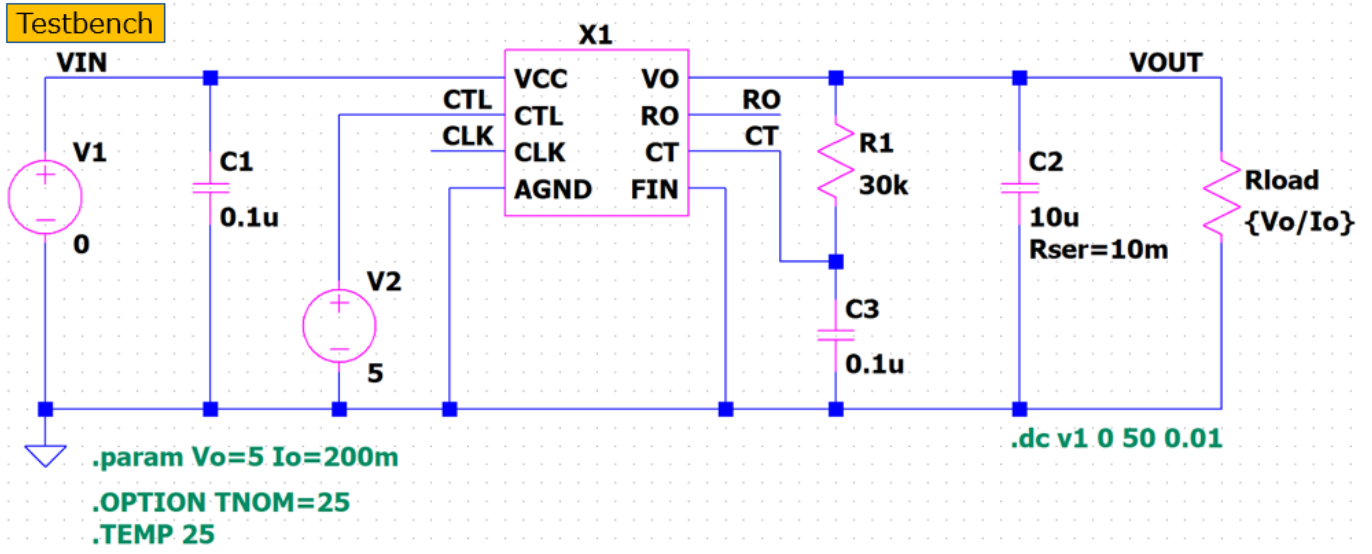 Testbench
X1
VIN
VOUT
VCC
VO
CTL
CTL
RO
RO
CLK
CLK
CT
CT
AGND
FIN
V1
0
C1
0.1u
V2
5
R1
30k
C2
10u
Rser=10m
Rload
{Vo/Io}
C3
0.1u
.dc v1 0 50 0.01
.param Vo=5 Io=200m
.OPTION TNOM=25
.TEMP 25